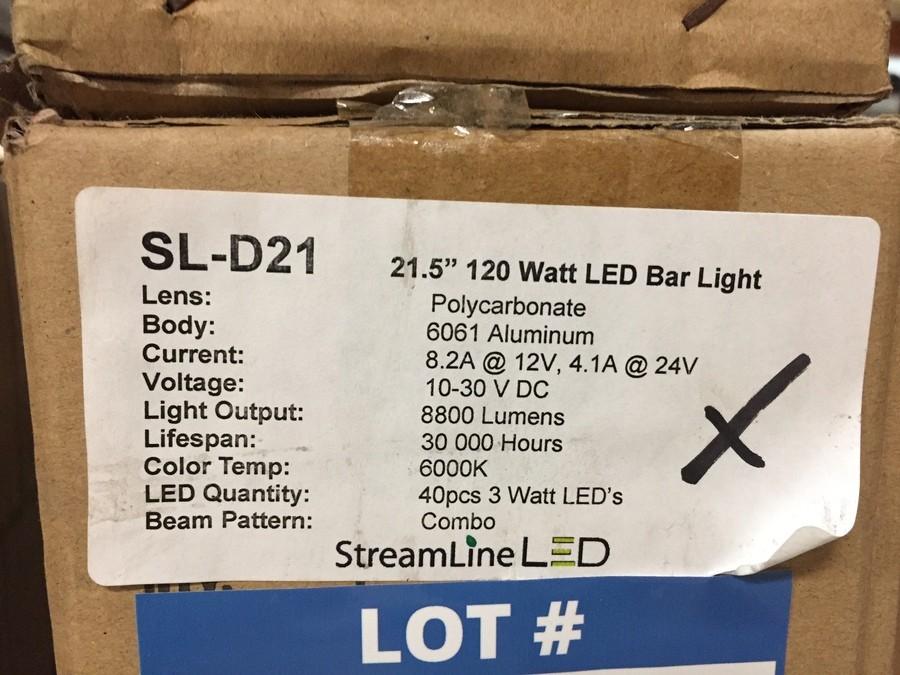 SL-D21 21.5” 120 Watt LED Bar Light
Lens: Polycarbonate
Body: 6061 Aluminum
Current: 8.2A @ 12V, 4.1A @ 24V
Voltage: 10-30 V DC
Light Output: 8800 Lumens
Lifespan: 30 000 Hours
Color Temp: 6000K
LED Quantity: 40pcs 3 Watt LED’s
Beam Pattern: Combo
StreamLine LED
LOT #